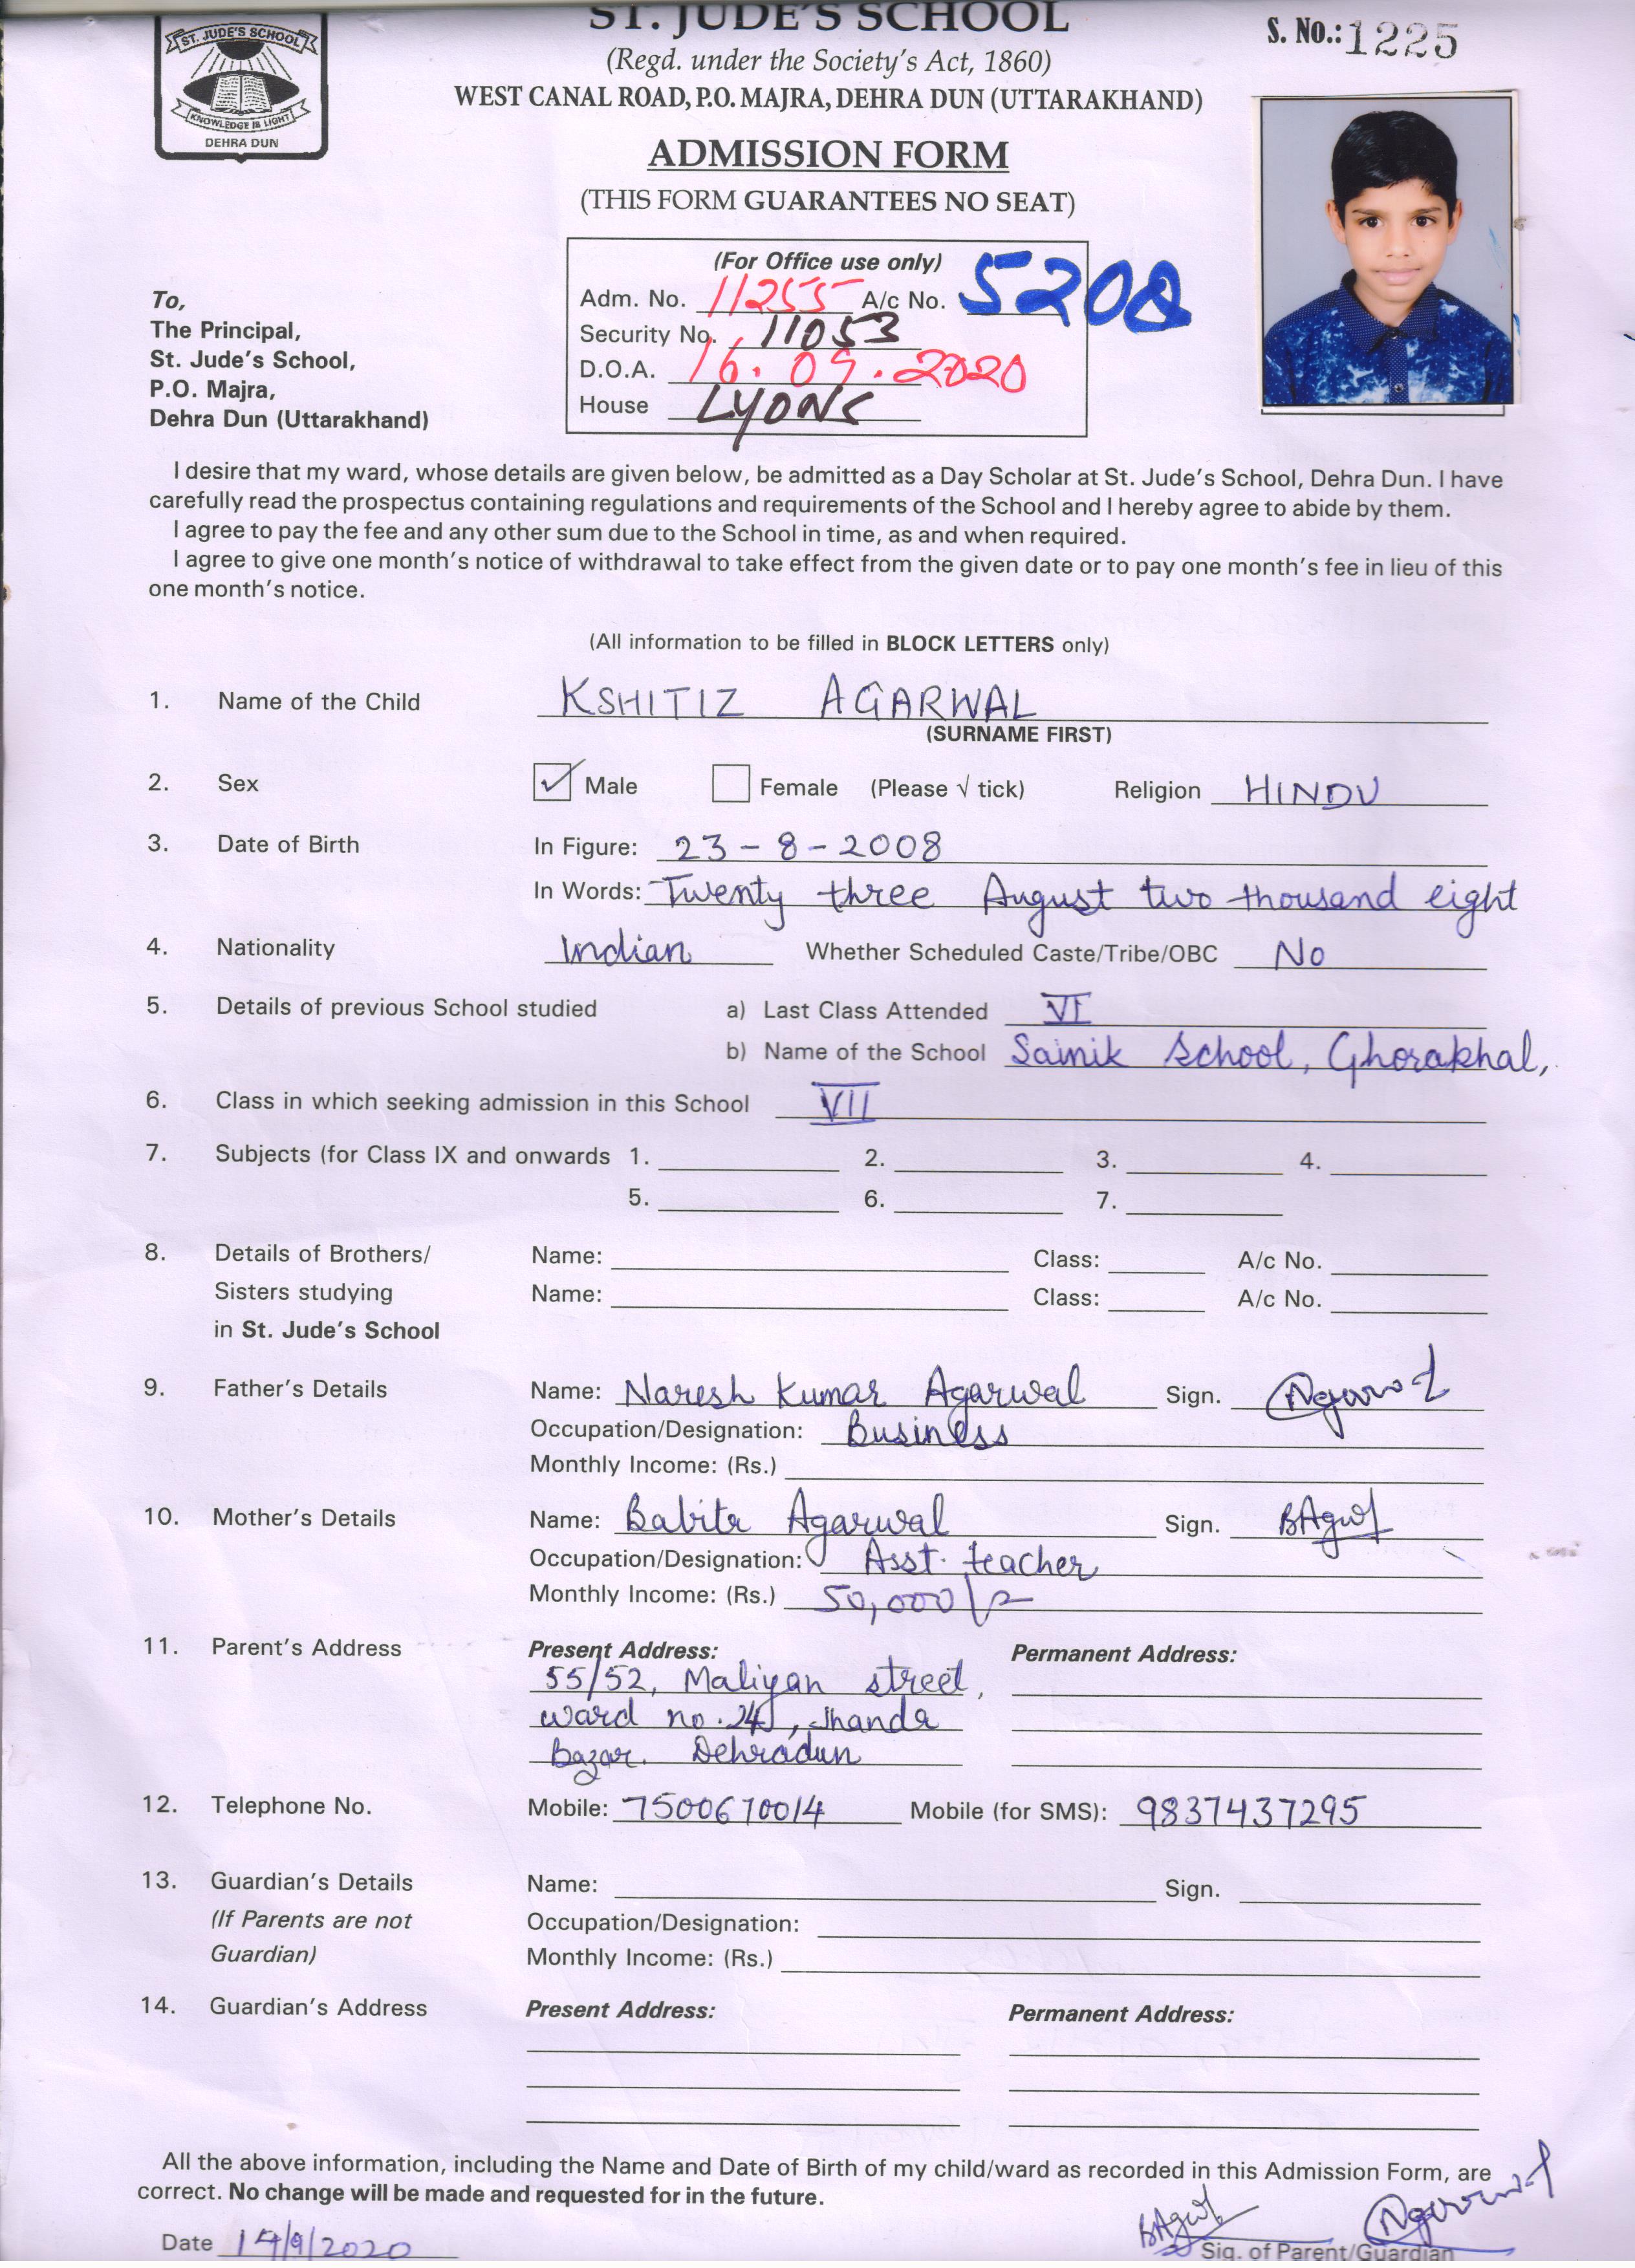 ST. JUDE'S SCHOOL
KNOWLEDGE IS LIGHT
DEHRA DUN
ST. JUDE'S SCHOOL
(Regd. under the Society's Act, 1860)
WEST CANAL ROAD, P.O. MAJRA, DEHRA DUN (UTTARAKHAND)
S. No.: 1225
ADMISSION FORM
(THIS FORM GUARANTEES NO SEAT)
(For Office use only)
Adm. No. 11255 A/c No. 5208
Security No. 11053
D.O.A. 16.09.2020
House LYONS
To,
The Principal,
St. Jude's School,
P.O. Majra,
Dehra Dun (Uttarakhand)
I desire that my ward, whose details are given below, be admitted as a Day Scholar at St. Jude's School, Dehra Dun. I have
carefully read the prospectus containing regulations and requirements of the School and I hereby agree to abide by them.
I agree to pay the fee and any other sum due to the School in time, as and when required.
I agree to give one month's notice of withdrawal to take effect from the given date or to pay one month's fee in lieu of this
one month's notice.
(All information to be filled in BLOCK LETTERS only)
1. Name of the Child KSHITIZ AGARWAL
(SURNAME FIRST)
2. Sex ✓ Male Female (Please √ tick) Religion HINDU
3. Date of Birth In Figure: 23-8-2008
In Words: Twenty three August two thousand eight
4. Nationality Indian Whether Scheduled Caste/Tribe/OBC No
5. Details of previous School studied a) Last Class Attended VI
b) Name of the School Sainik School, Ghorakhal,
6. Class in which seeking admission in this School VII
7. Subjects (for Class IX and onwards 1. 2. 3. 4.
5. 6. 7.
8. Details of Brothers/ Name: Class: A/c No.
Sisters studying Name: Class: A/c No.
in St. Jude's School
9. Father's Details Name: Naresh Kumar Agarwal Sign. Agarwal
Occupation/Designation: Business
Monthly Income: (Rs.)
10. Mother's Details Name: Babita Agarwal Sign. BAgwl
Occupation/Designation: Asst. teacher
Monthly Income: (Rs.) 50,000/-
11. Parent's Address Present Address: Permanent Address:
55/52, Maliyan street,
ward no. 24, Jhanda
Bazar. Dehradun
12. Telephone No. Mobile: 7500670014 Mobile (for SMS): 9837437295
13. Guardian's Details Name: Sign.
(If Parents are not Occupation/Designation:
Guardian) Monthly Income: (Rs.)
14. Guardian's Address Present Address: Permanent Address:
All the above information, including the Name and Date of Birth of my child/ward as recorded in this Admission Form, are
correct. No change will be made and requested for in the future.
BAgwl Agarwal
Date 14/9/2020 Sig. of Parent/Guardian